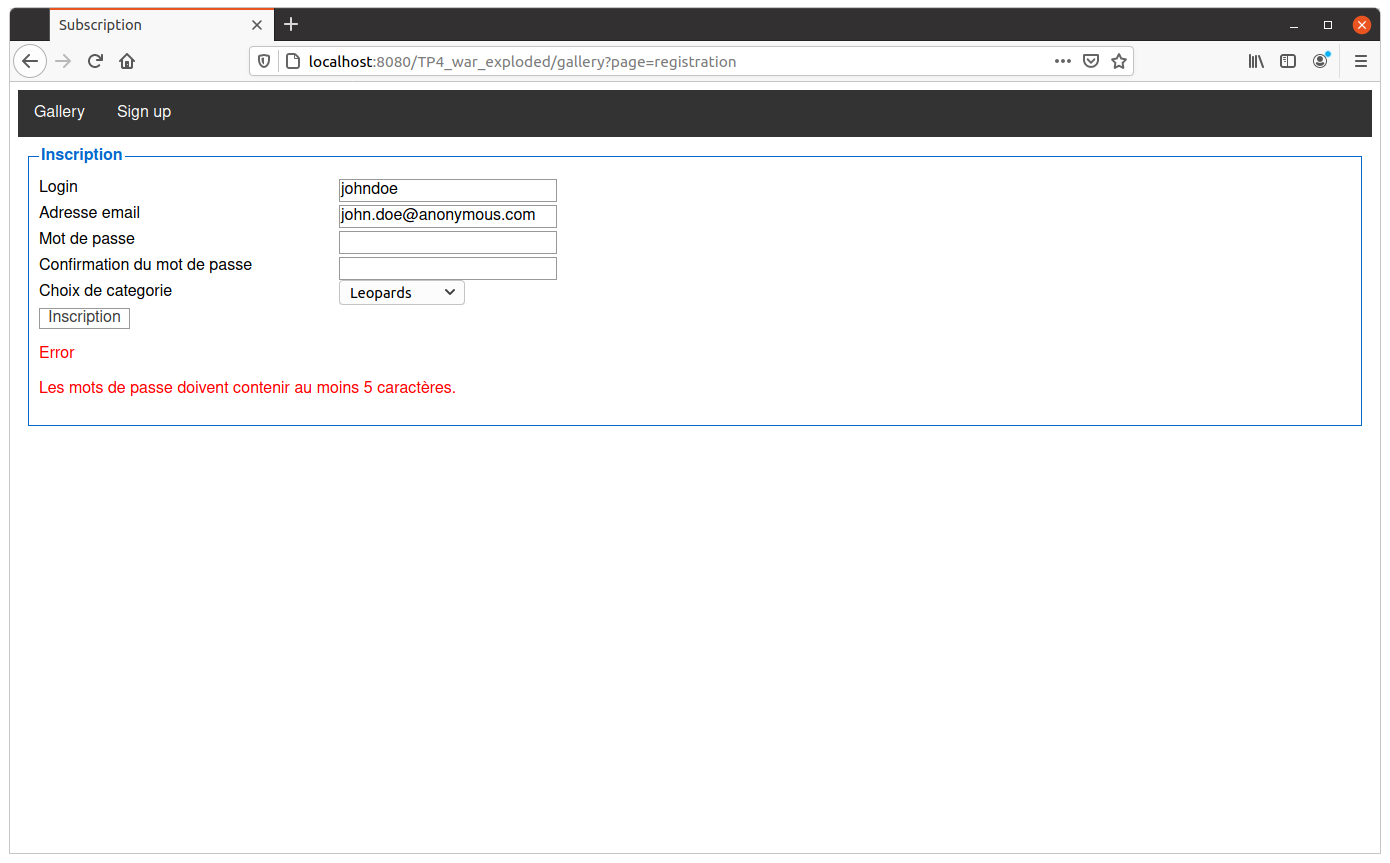 Subscription
localhost:8080/TP4_war_exploded/gallery?page=registration
Gallery Sign up
Inscription
Login johndoe
Adresse email john.doe@anonymous.com
Mot de passe
Confirmation du mot de passe
Choix de categorie Leopards
Inscription
Error
Les mots de passe doivent contenir au moins 5 caractères.